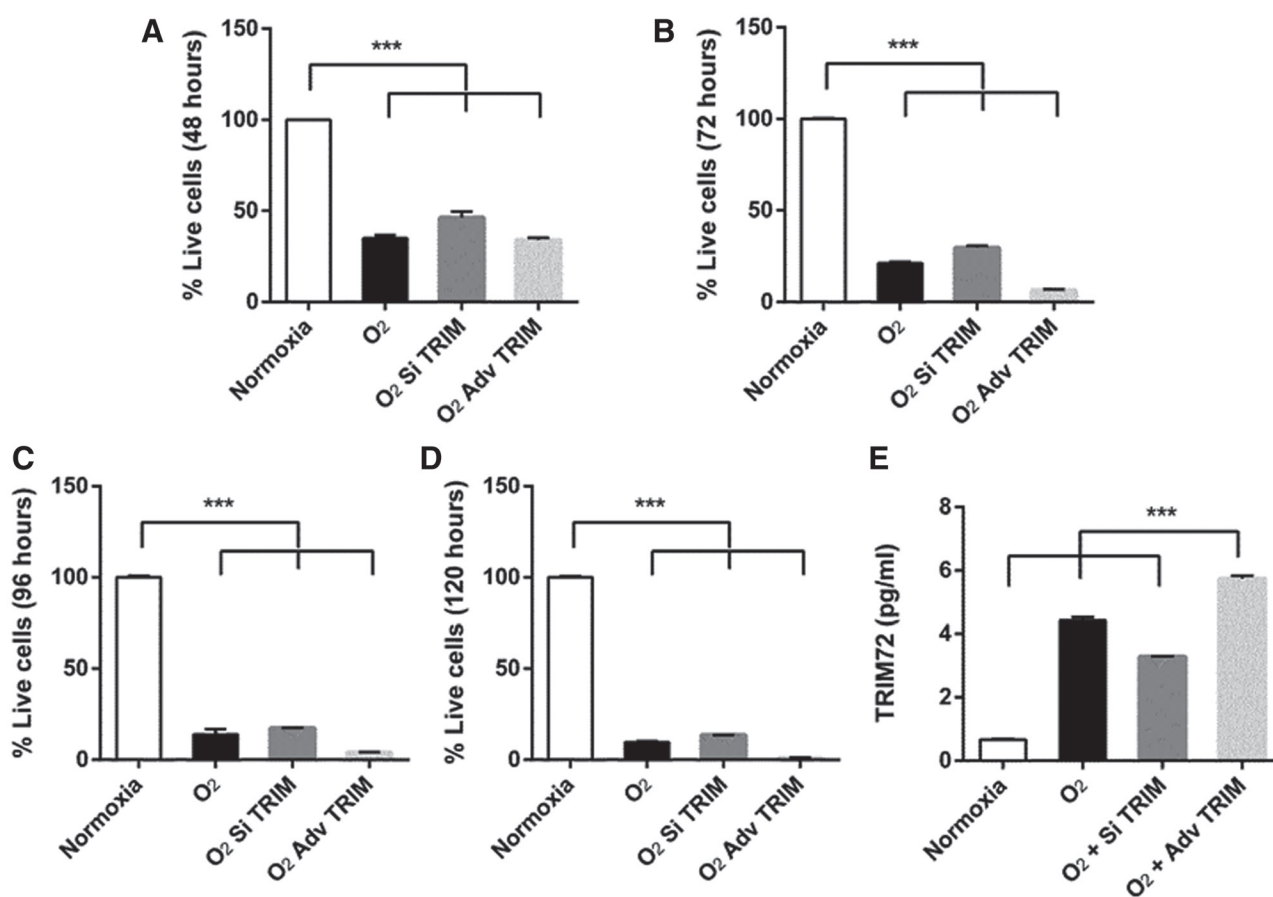 A
% Live cells (48 hours)
150
100
50
0
***
Normoxia
O2
O2 Si TRIM
O2 Adv TRIM
B
% Live cells (72 hours)
150
100
50
0
***
Normoxia
O2
O2 Si TRIM
O2 Adv TRIM
C
% Live cells (96 hours)
150
100
50
0
***
Normoxia
O2
O2 Si TRIM
O2 Adv TRIM
D
% Live cells (120 hours)
150
100
50
0
***
Normoxia
O2
O2 Si TRIM
O2 Adv TRIM
E
TRIM72 (pg/ml)
8
6
4
2
0
***
Normoxia
O2
O2 + Si TRIM
O2 + Adv TRIM